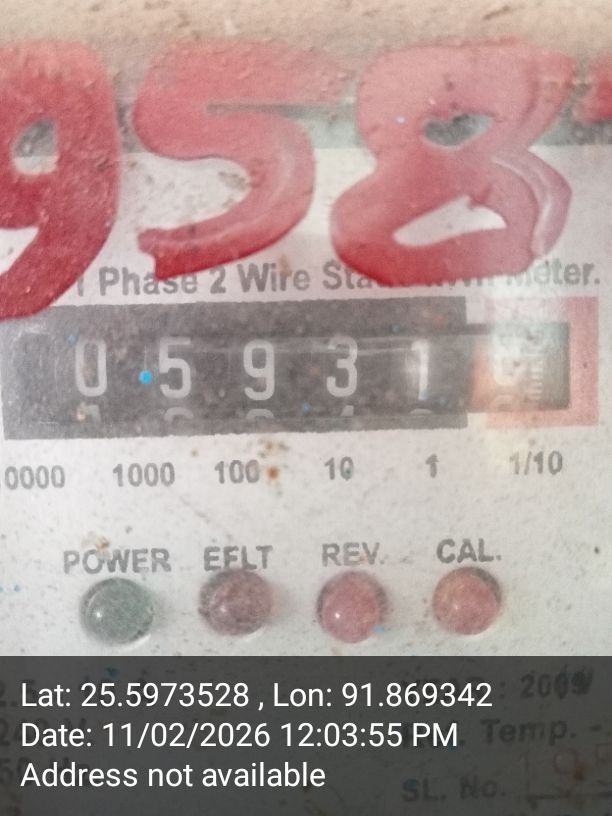 958
1 Phase 2 Wire Meter.
0 5 9 3 1
0000 1000 100 10 1 1/10
POWER EFLT REV. CAL.
Lat: 25.5973528 , Lon: 91.869342
: 2009
Date: 11/02/2026 12:03:55 PM
Temp. -
Address not available
SL. No.